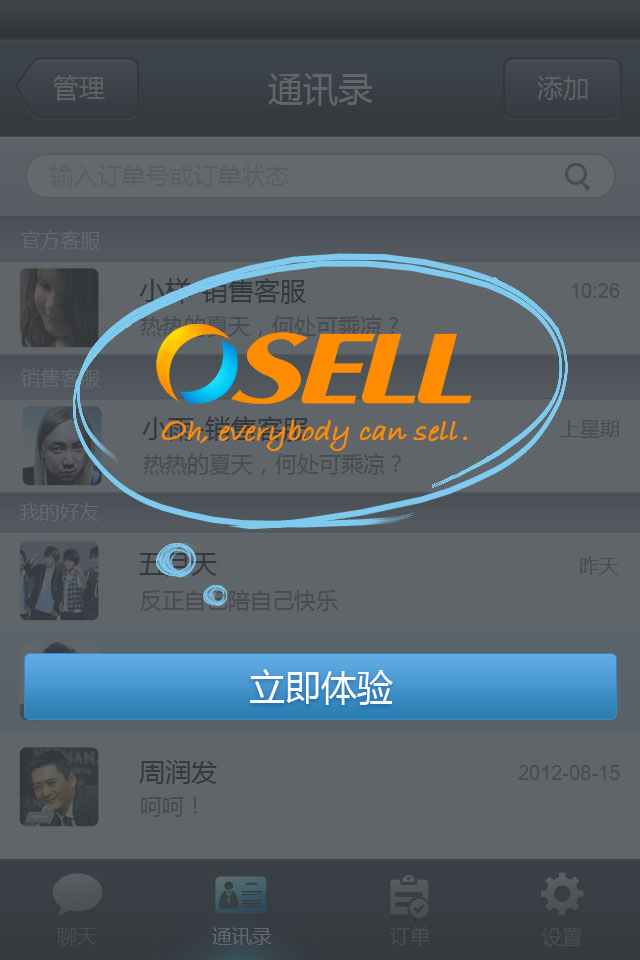 管理
通讯录
添加
输入订单号或订单状态
官方客服
小样-销售客服
10:26
热热的夏天，何处可乘凉？
销售客服
OSELL
小雨-销售客服
上星期
Oh, everybody can sell.
热热的夏天，何处可乘凉？
我的好友
五月天
昨天
反正自己陪自己快乐
立即体验
周润发
2012-08-15
呵呵！
聊天
通讯录
订单
设置